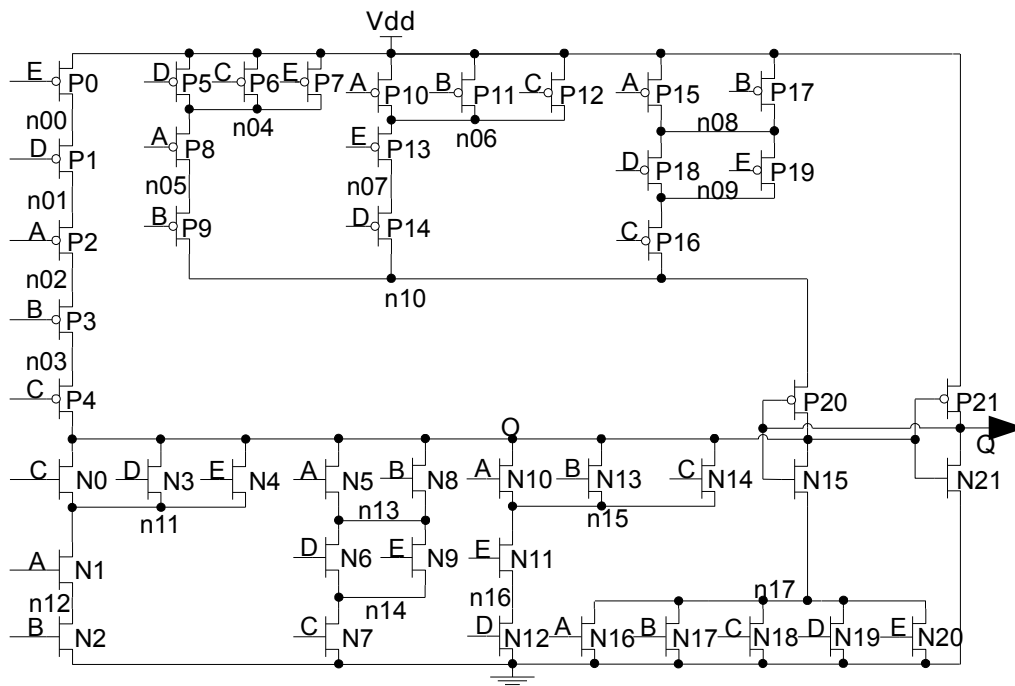 Vdd
E P0 D P5 C P6 E P7 A P10 B P11 C P12 A P15 B P17
n00 n04 n06 n08
D P1 A P8 E P13 D P18 E P19
n01 n05 n07 n09
A P2 B P9 D P14 C P16
n02 n10
B P3
n03
C P4 P20 P21
O Q
C N0 D N3 E N4 A N5 B N8 A N10 B N13 C N14 N15 N21
n11 n13 n15
A N1 D N6 E N9 E N11
n12 n14 n16 n17
B N2 C N7 D N12 A N16 B N17 C N18 D N19 E N20